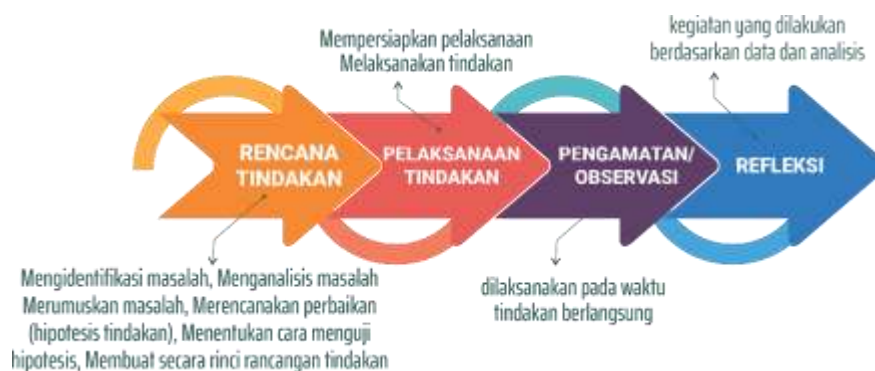 Mempersiapkan pelaksanaan
Melaksanakan tindakan
kegiatan yang dilakukan
berdasarkan data dan analisis
RENCANA
TINDAKAN
PELAKSANAAN
TINDAKAN
PENGAMATAN/
OBSERVASI
REFLEKSI
Mengidentifikasi masalah, Menganalisis masalah
Merumuskan masalah, Merencanakan perbaikan
(hipotesis tindakan), Menentukan cara menguji
hipotesis, Membuat secara rinci rancangan tindakan
dilaksanakan pada waktu
tindakan berlangsung